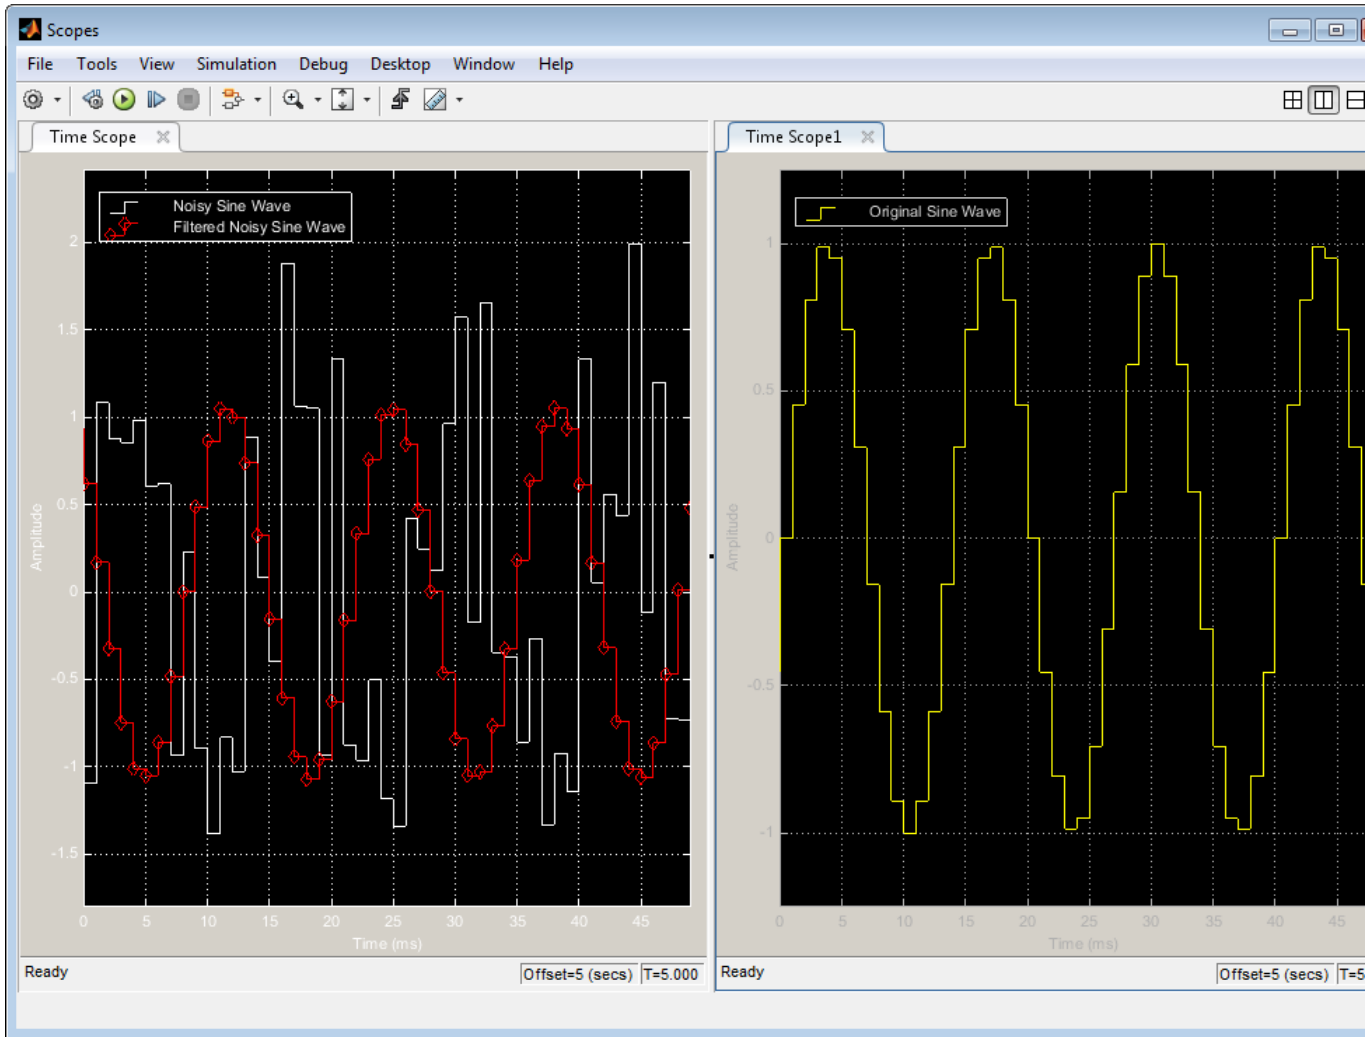 Scopes
File Tools View Simulation Debug Desktop Window Help
Time Scope
Noisy Sine Wave
Filtered Noisy Sine Wave
2
1.5
1
0.5
0
-0.5
-1
-1.5
Amplitude
0 5 10 15 20 25 30 35 40 45
Time (ms)
Ready Offset=5 (secs) T=5.000
Time Scope1
Original Sine Wave
1
0.5
0
-0.5
-1
Amplitude
0 5 10 15 20 25 30 35 40 45
Time (ms)
Ready Offset=5 (secs) T=5